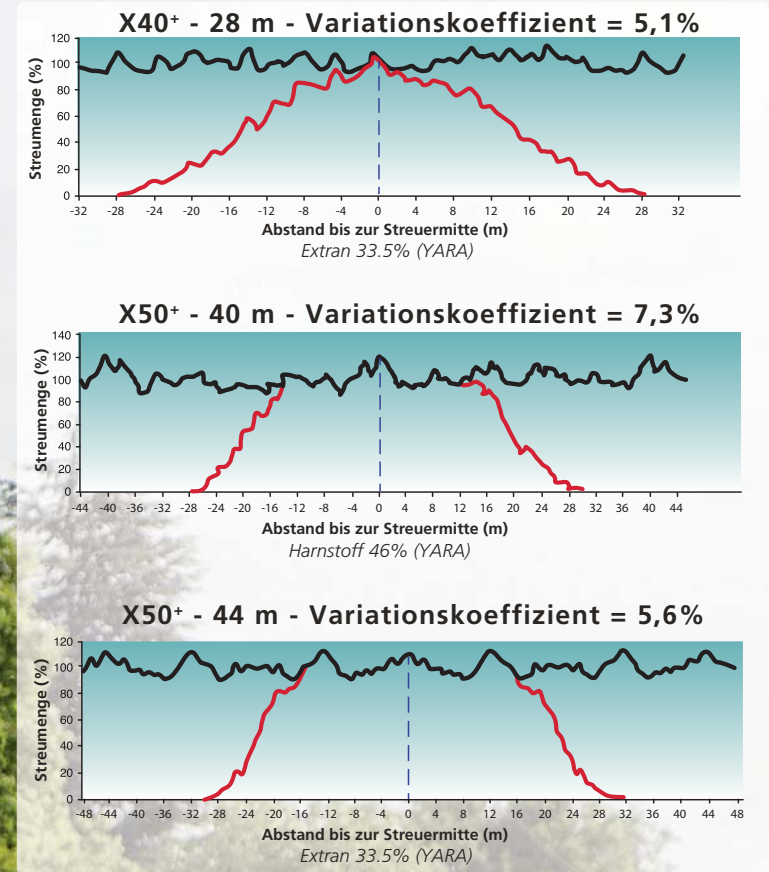 X40+ - 28 m - Variationskoeffizient = 5,1%
Streumenge (%)
120
100
80
60
40
20
0
-32 -28 -24 -20 -16 -12 -8 -4 0 4 8 12 16 20 24 28 32
Abstand bis zur Streuermitte (m)
Extran 33.5% (YARA)
X50+ - 40 m - Variationskoeffizient = 7,3%
Streumenge (%)
140
120
100
80
60
40
20
0
-44 -40 -36 -32 -28 -24 -20 -16 -12 -8 -4 0 4 8 12 16 20 24 28 32 36 40 44
Abstand bis zur Streuermitte (m)
Harnstoff 46% (YARA)
X50+ - 44 m - Variationskoeffizient = 5,6%
Streumenge (%)
120
100
80
60
40
20
0
-48 -44 -40 -36 -32 -28 -24 -20 -16 -12 -8 -4 0 4 8 12 16 20 24 28 32 36 40 44 48
Abstand bis zur Streuermitte (m)
Extran 33.5% (YARA)